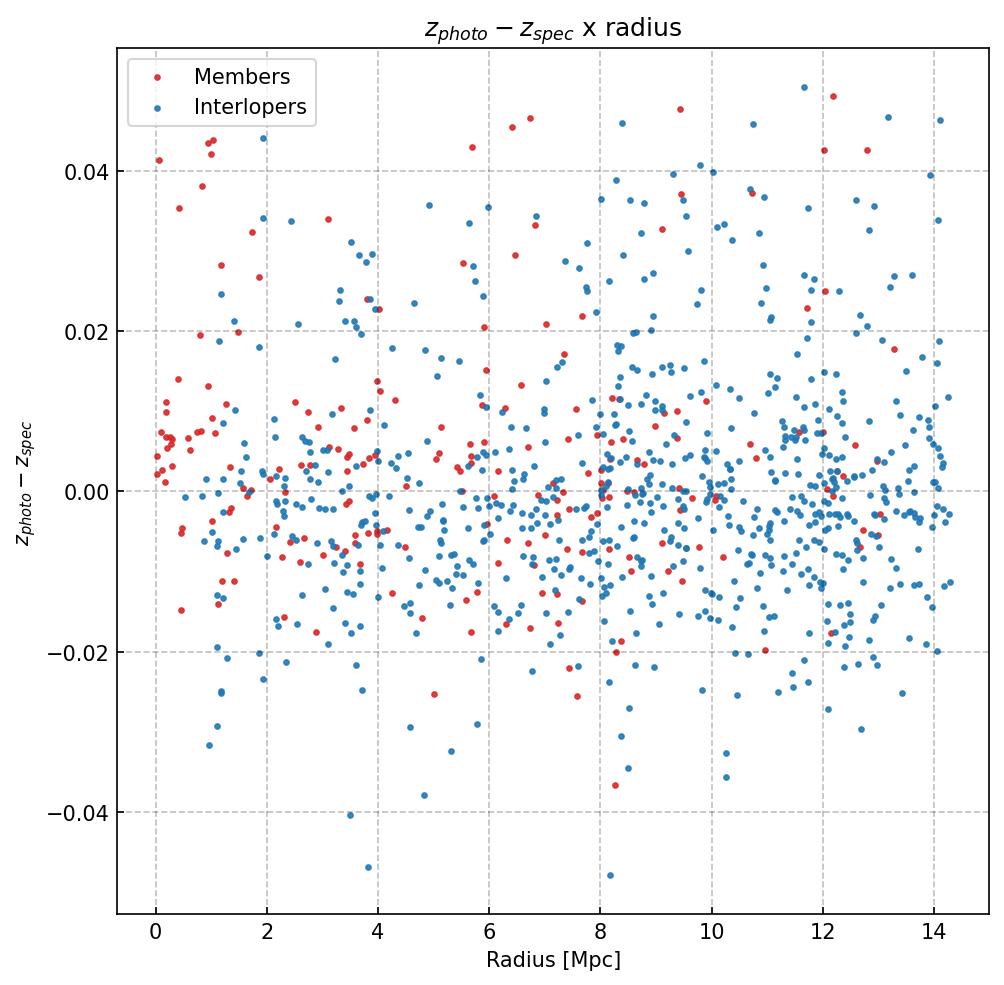 z_photo − z_spec x radius
Members
Interlopers
0.04
0.02
0.00
−0.02
−0.04
z_photo − z_spec
0 2 4 6 8 10 12 14
Radius [Mpc]